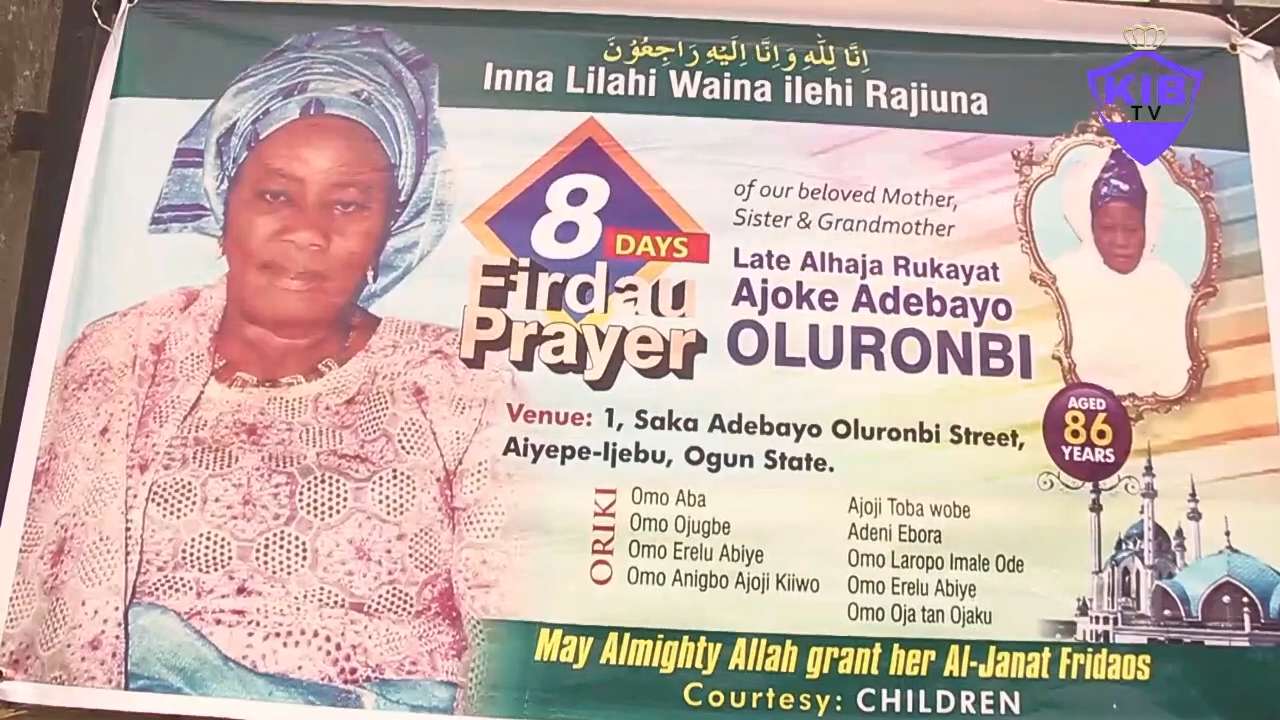 اِنَّا لِلّٰهِ وَاِنَّا اِلَيْهِ رَاجِعُوْنَ
Inna Lilahi Waina ilehi Rajiuna
KIB
TV
8
DAYS
Firdau
Prayer
of our beloved Mother,
Sister & Grandmother
Late Alhaja Rukayat
Ajoke Adebayo
OLURONBI
AGED
86
YEARS
Venue: 1, Saka Adebayo Oluronbi Street,
Aiyepe-Ijebu, Ogun State.
ORIKI
Omo Aba
Omo Ojugbe
Omo Erelu Abiye
Omo Anigbo Ajoji Kiiwo
Ajoji Toba wobe
Adeni Ebora
Omo Laropo Imale Ode
Omo Erelu Abiye
Omo Oja tan Ojaku
May Almighty Allah grant her Al-Janat Fridaos
Courtesy: CHILDREN